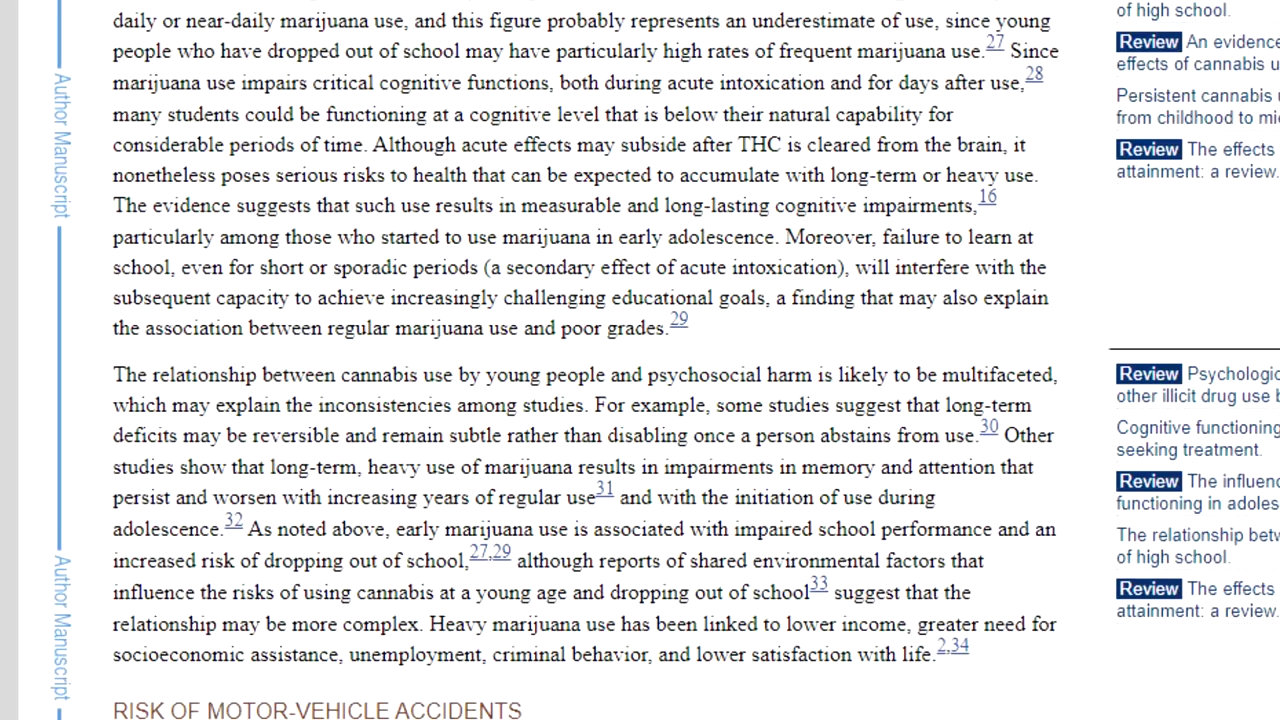 daily or near-daily marijuana use, and this figure probably represents an underestimate of use, since young
people who have dropped out of school may have particularly high rates of frequent marijuana use.27 Since
marijuana use impairs critical cognitive functions, both during acute intoxication and for days after use,28
many students could be functioning at a cognitive level that is below their natural capability for
considerable periods of time. Although acute effects may subside after THC is cleared from the brain, it
nonetheless poses serious risks to health that can be expected to accumulate with long-term or heavy use.
The evidence suggests that such use results in measurable and long-lasting cognitive impairments,16
particularly among those who started to use marijuana in early adolescence. Moreover, failure to learn at
school, even for short or sporadic periods (a secondary effect of acute intoxication), will interfere with the
subsequent capacity to achieve increasingly challenging educational goals, a finding that may also explain
the association between regular marijuana use and poor grades.29
The relationship between cannabis use by young people and psychosocial harm is likely to be multifaceted,
which may explain the inconsistencies among studies. For example, some studies suggest that long-term
deficits may be reversible and remain subtle rather than disabling once a person abstains from use.30 Other
studies show that long-term, heavy use of marijuana results in impairments in memory and attention that
persist and worsen with increasing years of regular use31 and with the initiation of use during
adolescence.32 As noted above, early marijuana use is associated with impaired school performance and an
increased risk of dropping out of school,27,29 although reports of shared environmental factors that
influence the risks of using cannabis at a young age and dropping out of school33 suggest that the
relationship may be more complex. Heavy marijuana use has been linked to lower income, greater need for
socioeconomic assistance, unemployment, criminal behavior, and lower satisfaction with life.2,34
RISK OF MOTOR-VEHICLE ACCIDENTS
Author Manuscript
Author Manuscript
of high school.
Review An evidence
effects of cannabis u
Persistent cannabis u
from childhood to mi
Review The effects
attainment: a review.
Review Psychologic
other illicit drug use b
Cognitive functioning
seeking treatment.
Review The influenc
functioning in adoles
The relationship betw
of high school.
Review The effects
attainment: a review.